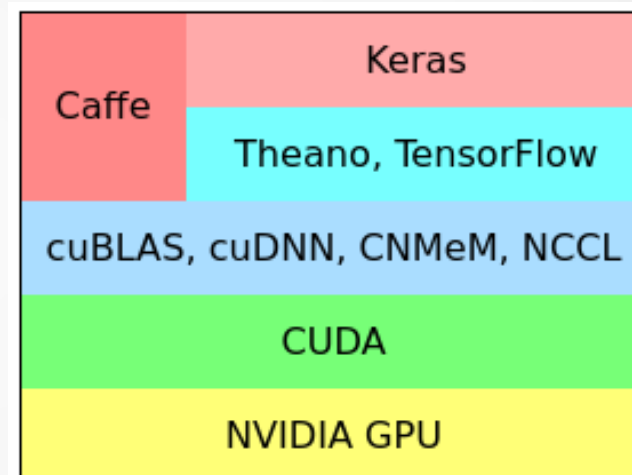 Keras
Caffe
Theano, TensorFlow
cuBLAS, cuDNN, CNMeM, NCCL
CUDA
NVIDIA GPU